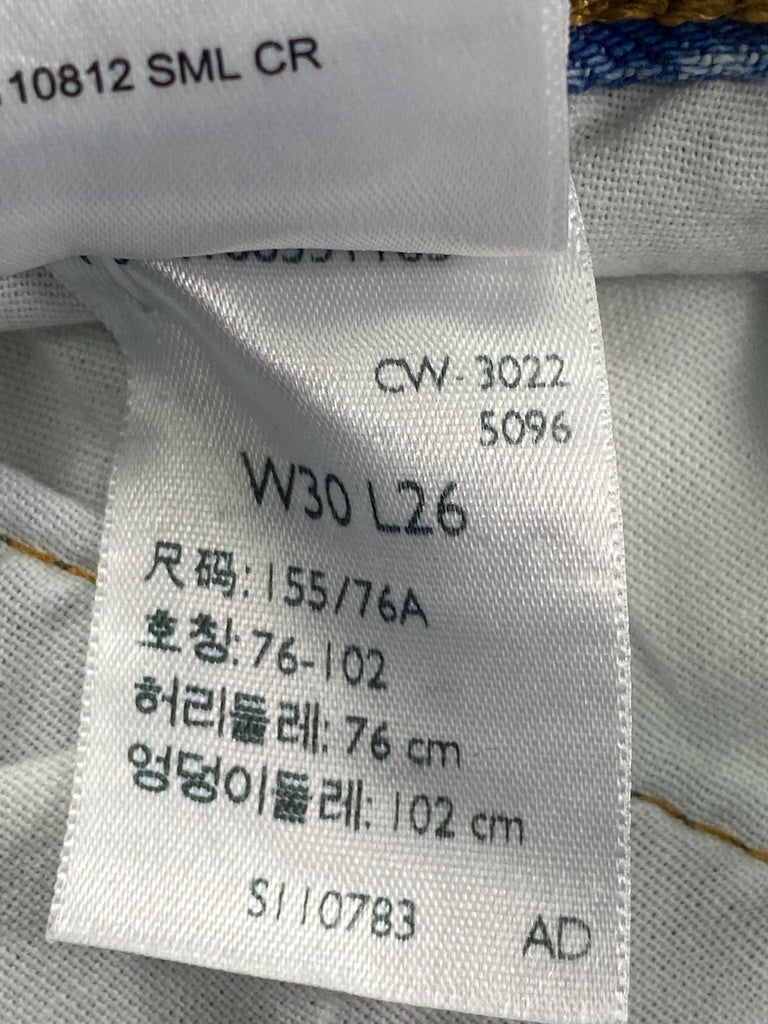 10812 SML CR
CW- 3022
5096
W30 L26
尺码: 155/76A
호칭: 76-102
허리둘레: 76 cm
엉덩이둘레: 102 cm
S110783
AD